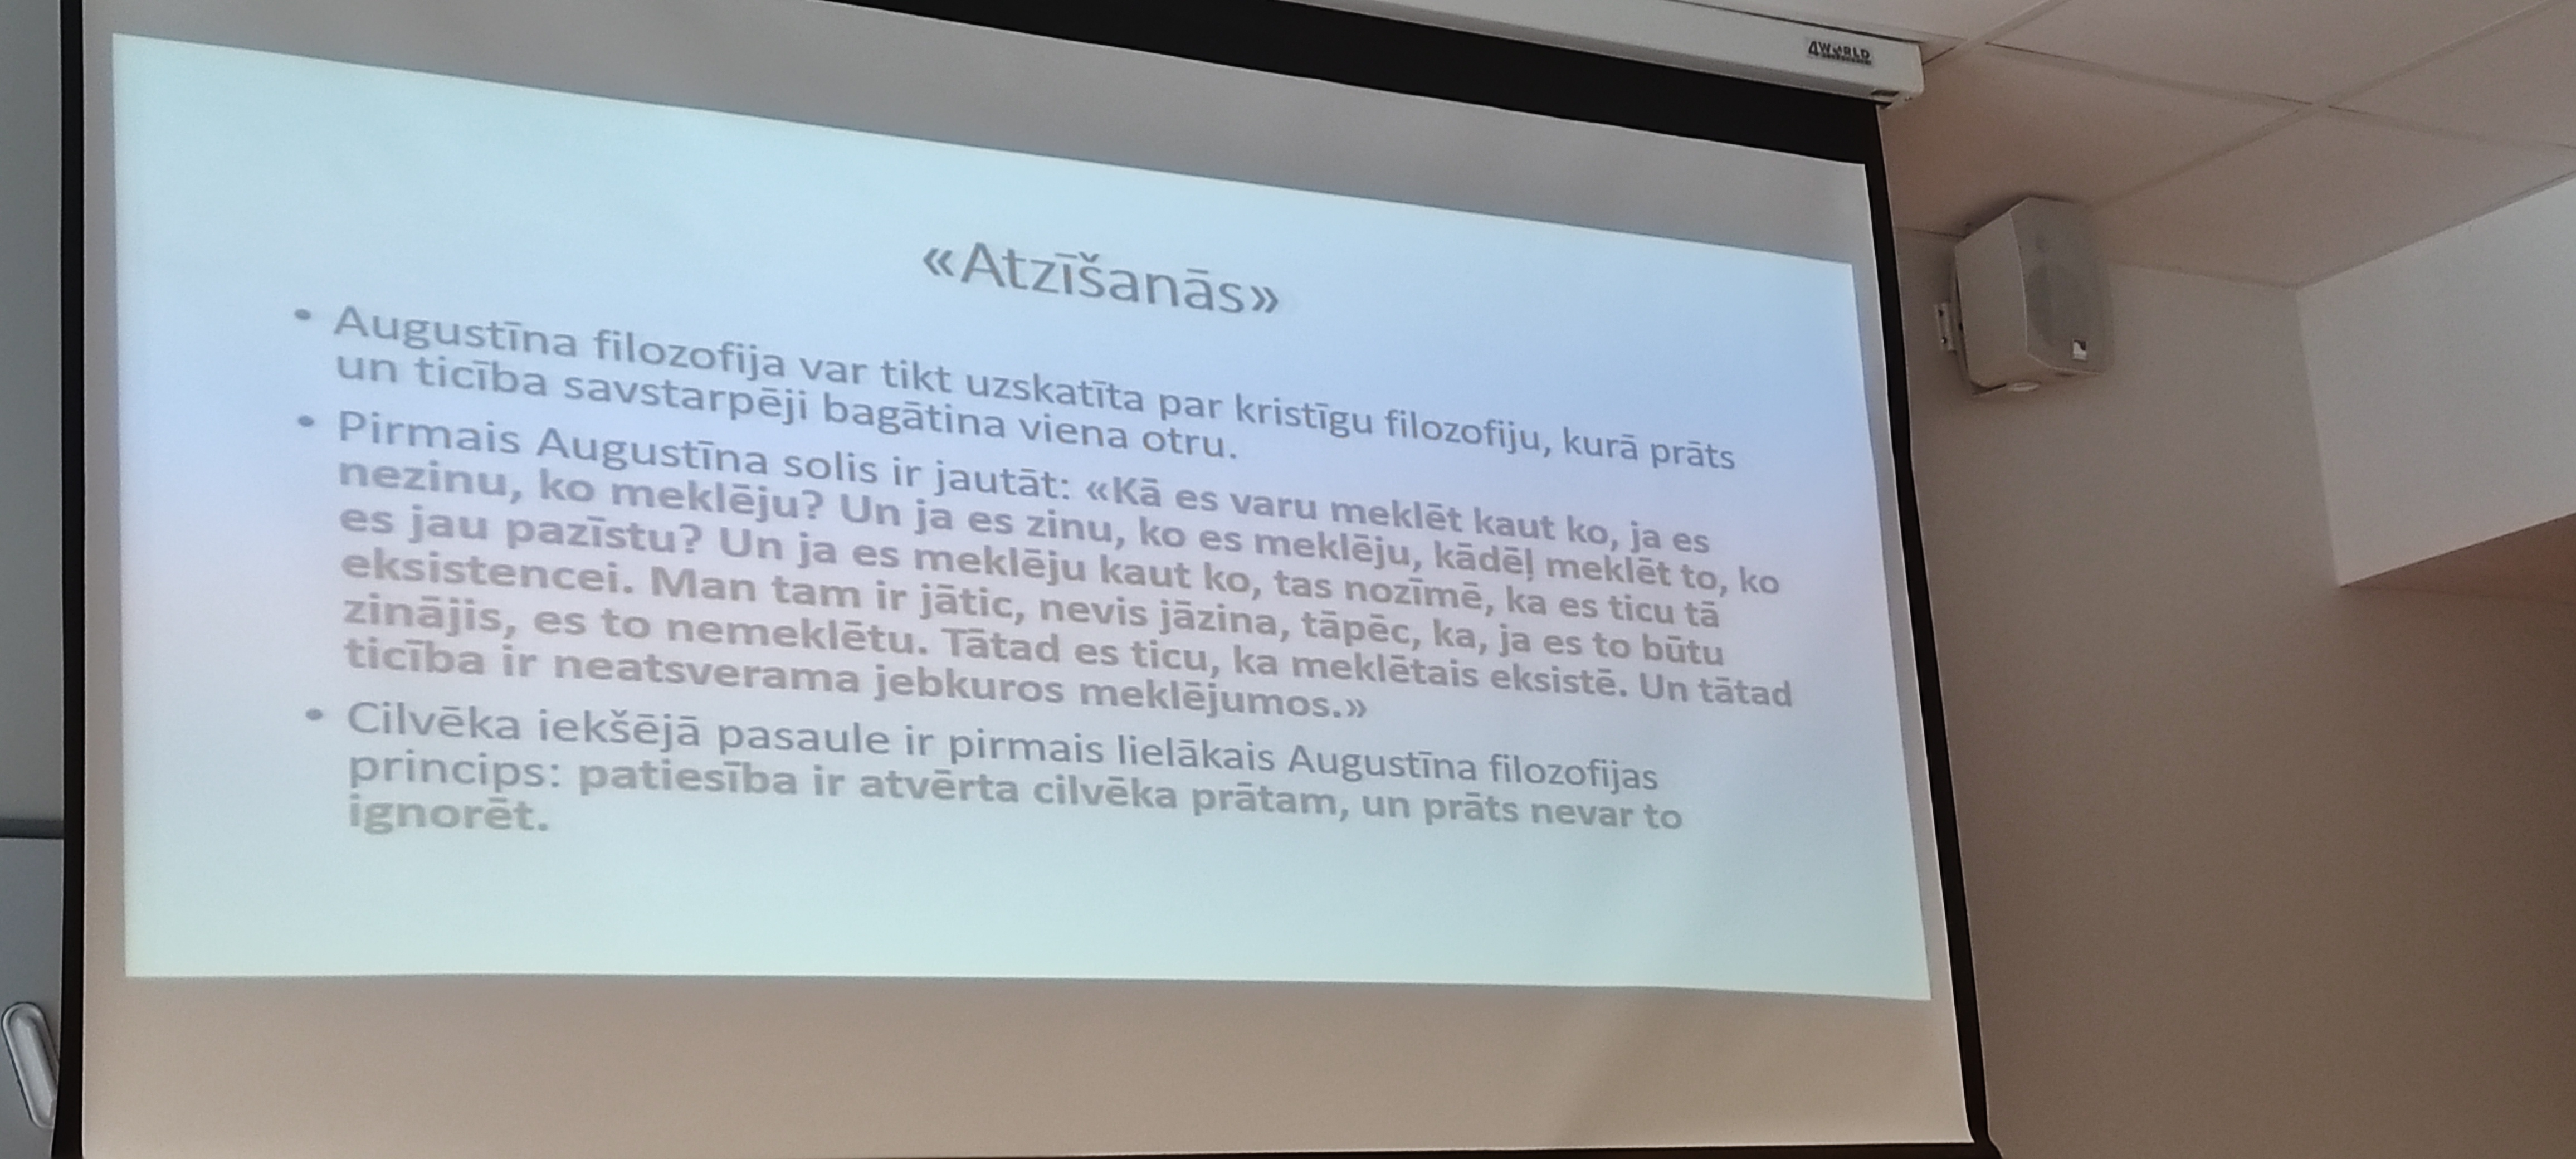 4WORLD
«Atzīšanās»
• Augustīna filozofija var tikt uzskatīta par kristīgu filozofiju, kurā prāts
un ticība savstarpēji bagātina viena otru.
• Pirmais Augustīna solis ir jautāt: «Kā es varu meklēt kaut ko, ja es
nezinu, ko meklēju? Un ja es zinu, ko es meklēju, kādēļ meklēt to, ko
es jau pazīstu? Un ja es meklēju kaut ko, tas nozīmē, ka es ticu tā
eksistencei. Man tam ir jātic, nevis jāzina, tāpēc, ka, ja es to būtu
zinājis, es to nemeklētu. Tātad es ticu, ka meklētais eksistē. Un tātad
ticība ir neatsverama jebkuros meklējumos.»
• Cilvēka iekšējā pasaule ir pirmais lielākais Augustīna filozofijas
princips: patiesība ir atvērta cilvēka prātam, un prāts nevar to
ignorēt.